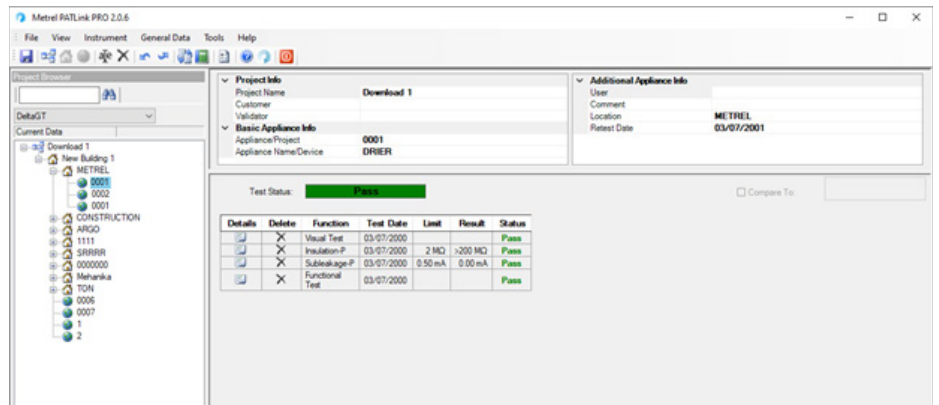 Metrel PATLink PRO 2.0.6
File View Instrument General Data Tools Help
Project Browser
DeltaGT
Current Data
Download 1
New Building 1
METREL
0001
0002
0001
CONSTRUCTION
ARGO
1111
SRRRR
0000000
Mehanika
TON
0006
0007
1
2
Project Info
Project Name Download 1
Customer
Validator
Basic Appliance Info
Appliance/Project 0001
Appliance Name/Device DRIER
Additional Appliance Info
User
Comment
Location METREL
Retest Date 03/07/2001
Test Status: Pass
Compare To:
Details Delete Function Test Date Limit Result Status
Visual Test 03/07/2000 Pass
Insulation-P 03/07/2000 2 MΩ >200 MΩ Pass
Subleakage-P 03/07/2000 0.50 mA 0.00 mA Pass
Functional Test 03/07/2000 Pass